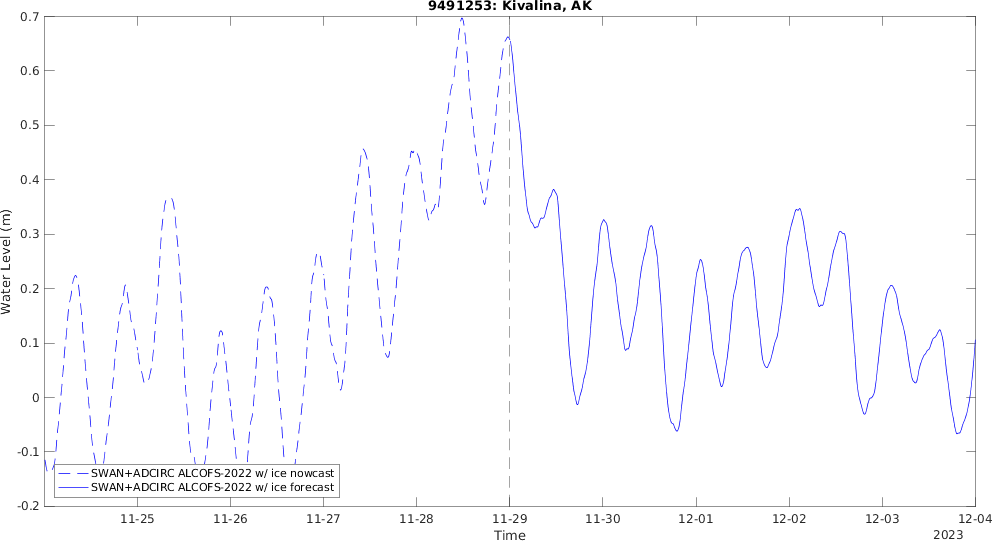 9491253: Kivalina, AK
Water Level (m)
0.7
0.6
0.5
0.4
0.3
0.2
0.1
0
-0.1
-0.2
SWAN+ADCIRC ALCOFS-2022 w/ ice nowcast
SWAN+ADCIRC ALCOFS-2022 w/ ice forecast
11-25 11-26 11-27 11-28 11-29 11-30 12-01 12-02 12-03 12-04
Time
2023